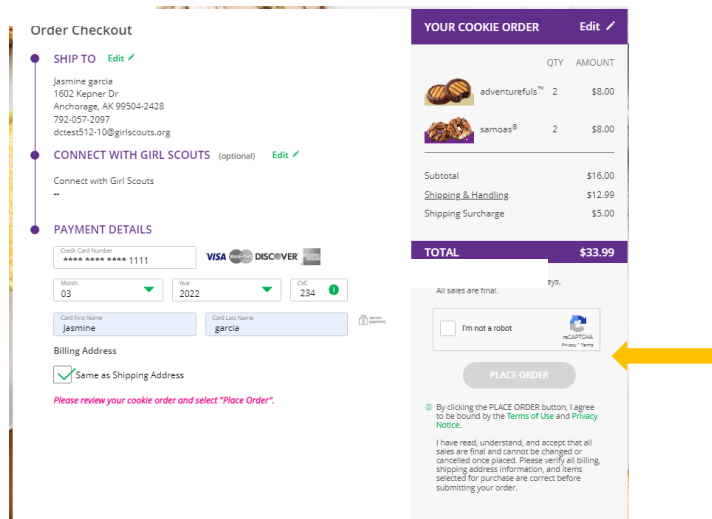 Order Checkout
SHIP TO Edit
Jasmine garcia
1602 Kepner Dr
Anchorage, AK 99504-2428
792-057-2097
dctest512-10@girlscouts.org
CONNECT WITH GIRL SCOUTS (optional) Edit
Connect with Girl Scouts
--
PAYMENT DETAILS
Credit Card Number
**** **** **** 1111
VISA MasterCard DISCOVER
Month
03
Year
2022
CVC
234
Card First Name
Jasmine
Card Last Name
garcia
secure
payment
Billing Address
Same as Shipping Address
Please review your cookie order and select "Place Order".
YOUR COOKIE ORDER Edit
QTY AMOUNT
adventurefuls™ 2 $8.00
samoas® 2 $8.00
Subtotal $16.00
Shipping & Handling $12.99
Shipping Surcharge $5.00
TOTAL $33.99
ays.
All sales are final.
I'm not a robot
reCAPTCHA
Privacy - Terms
PLACE ORDER
By clicking the PLACE ORDER button, I agree
to be bound by the Terms of Use and Privacy
Notice.
I have read, understand, and accept that all
sales are final and cannot be changed or
cancelled once placed. Please verify all billing,
shipping address information, and items
selected for purchase are correct before
submitting your order.